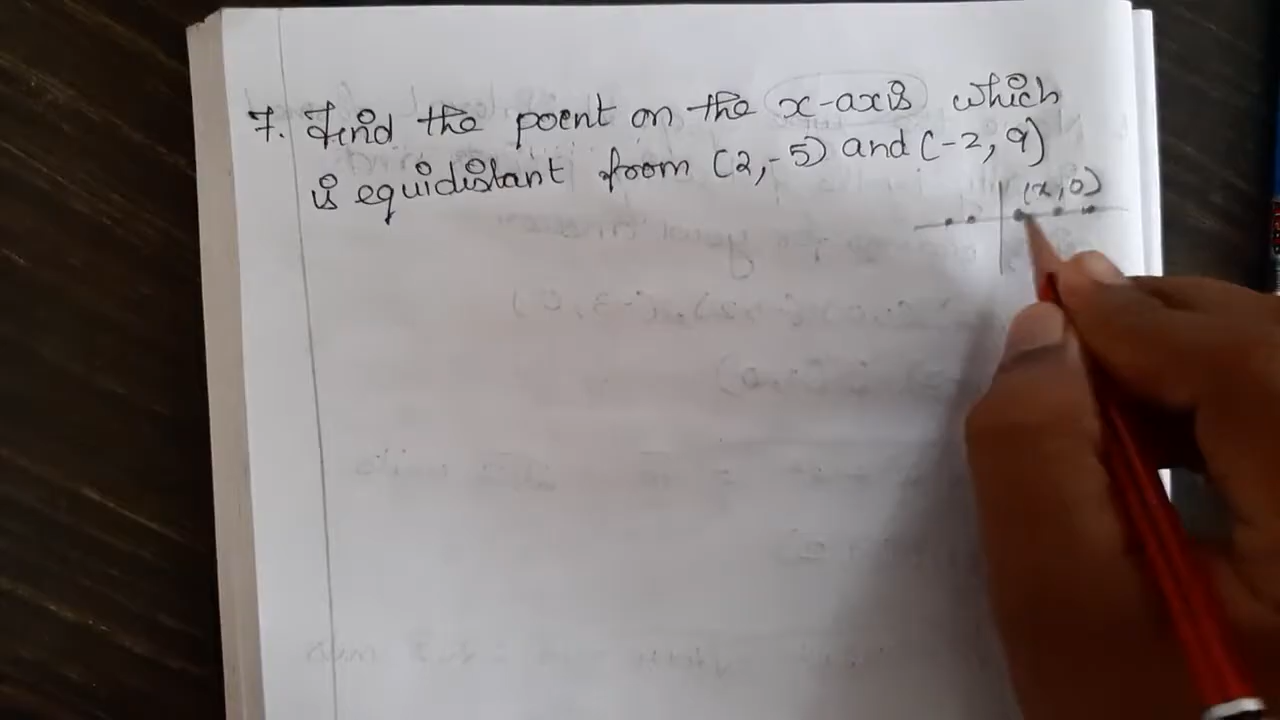 7. Find the point on the x-axis which
is equidistant from (2,-5) and (-2, 9)
(x,0)